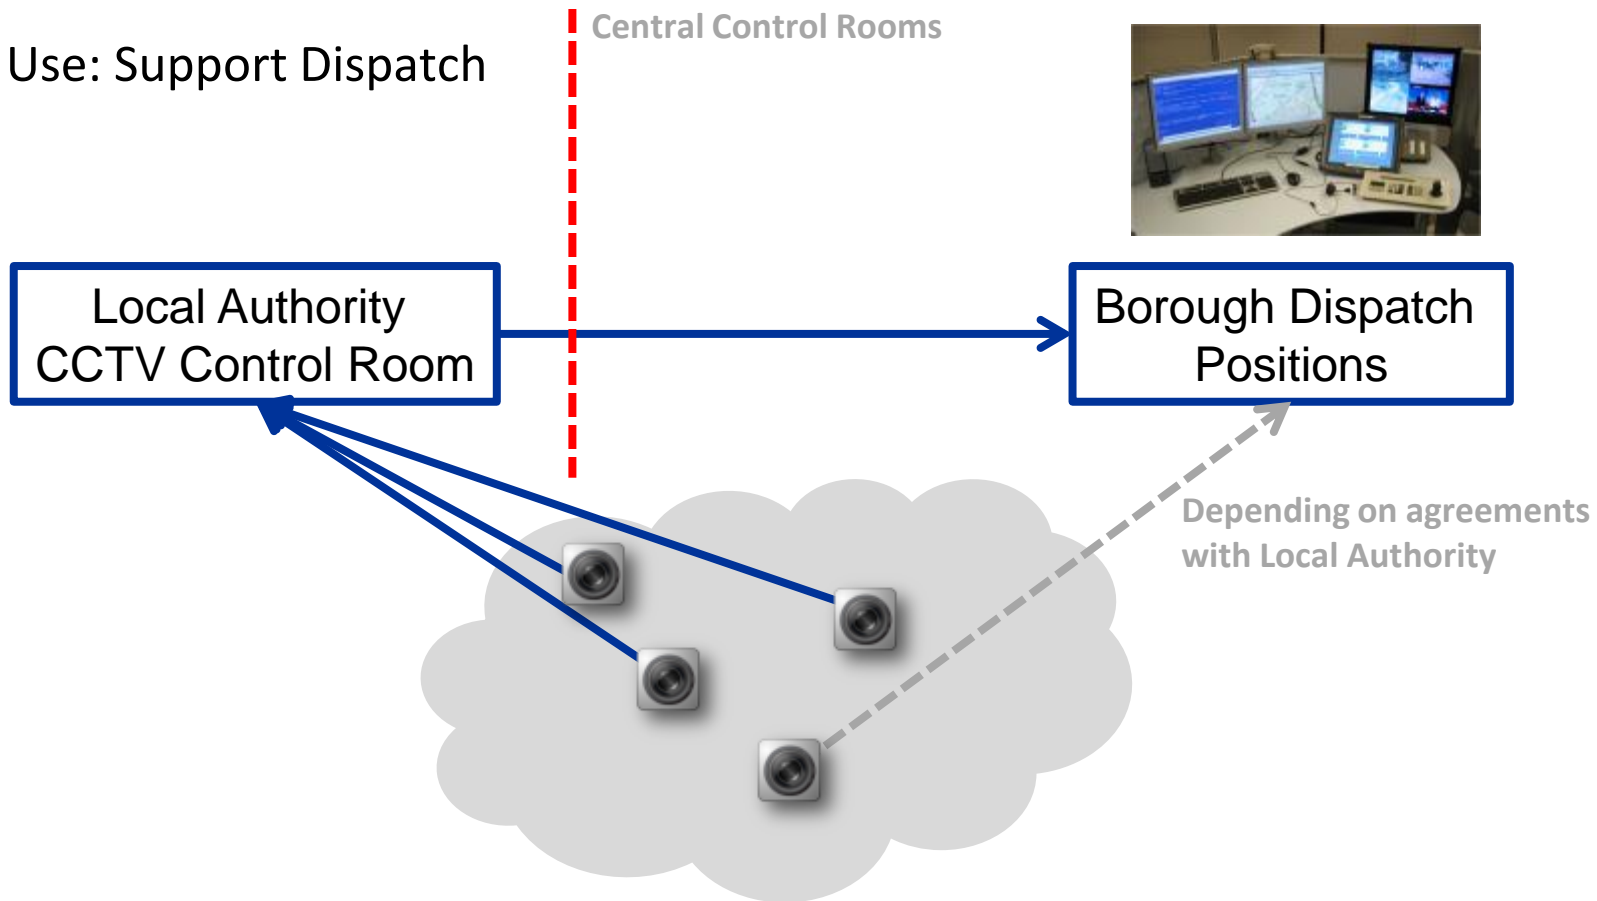 Central Control Rooms
Use: Support Dispatch
Local Authority
CCTV Control Room
Borough Dispatch
Positions
Depending on agreements
with Local Authority